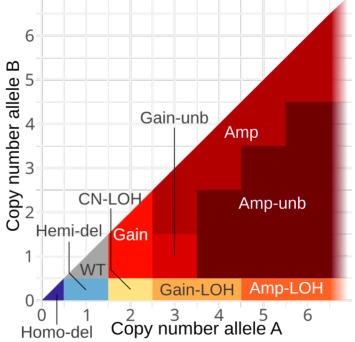 Copy number allele B
6
5
4
3
2
1
0
Gain-unb
Amp
CN-LOH
Amp-unb
Hemi-del
Gain
WT
Gain-LOH
Amp-LOH
0 1 2 3 4 5 6
Homo-del
Copy number allele A